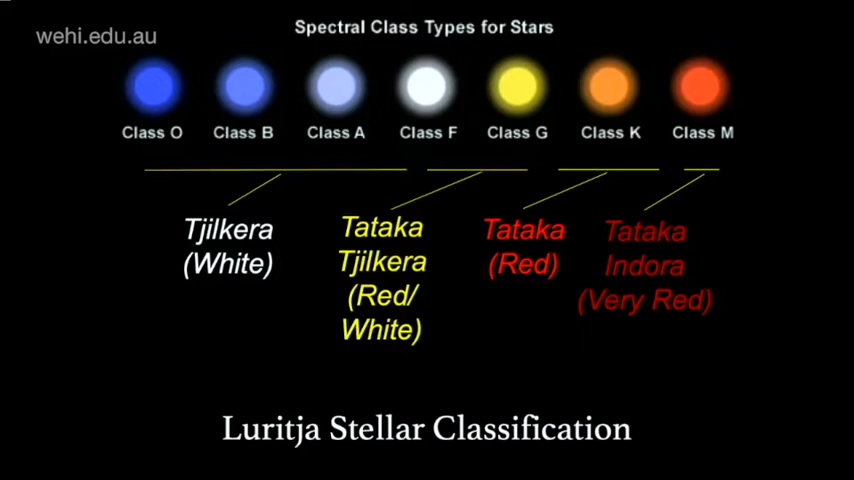 wehi.edu.au
Spectral Class Types for Stars
Class O Class B Class A Class F Class G Class K Class M
Tjilkera
(White)
Tataka
Tjilkera
(Red/
White)
Tataka
(Red)
Tataka
Indora
(Very Red)
Luritja Stellar Classification